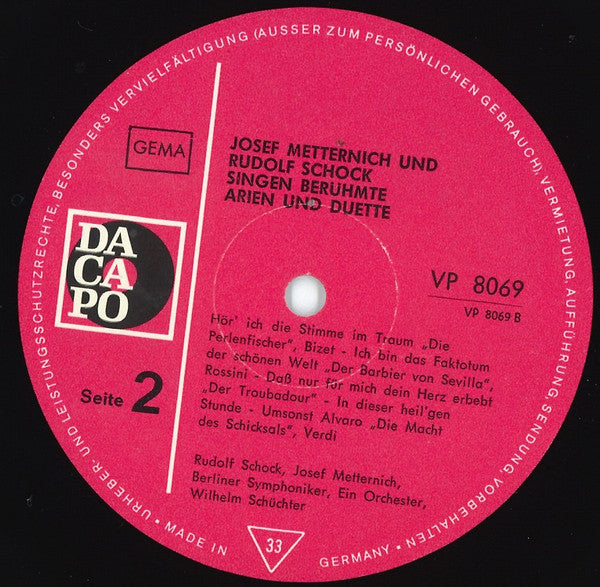 URHEBER- UND LEISTUNGSSCHUTZRECHTE, BESONDERS VERVIELFÄLTIGUNG (AUSSER ZUM PERSÖNLICHEN GEBRAUCH), VERMIETUNG, AUFFÜHRUNG, SENDUNG, VORBEHALTEN • MADE IN GERMANY •
GEMA
JOSEF METTERNICH UND
RUDOLF SCHOCK
SINGEN BERÜHMTE
ARIEN UND DUETTE
DA
CA
PO
VP 8069
VP 8069 B
Seite 2
Hör' ich die Stimme im Traum „Die
Perlenfischer", Bizet - Ich bin das Faktotum
der schönen Welt „Der Barbier von Sevilla",
Rossini - Daß nur für mich dein Herz erbebt
„Der Troubadour" - In dieser heil'gen
Stunde - Umsonst Alvaro „Die Macht
des Schicksals", Verdi
Rudolf Schock, Josef Metternich,
Berliner Symphoniker, Ein Orchester,
Wilhelm Schüchter
33